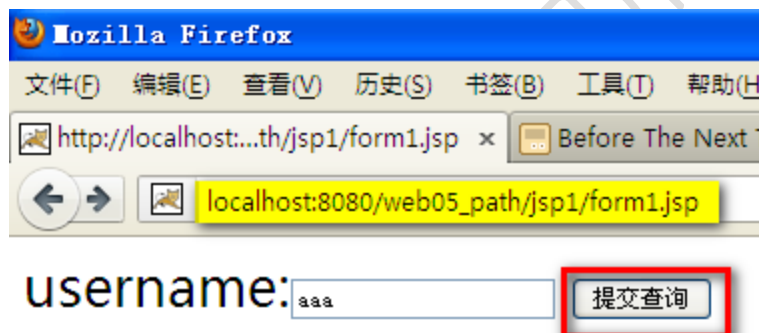 Mozilla Firefox
文件(F) 编辑(E) 查看(V) 历史(S) 书签(B) 工具(T) 帮助(H
http://localhost:...th/jsp1/form1.jsp × Before The Next
localhost:8080/web05_path/jsp1/form1.jsp
username: aaa 提交查询